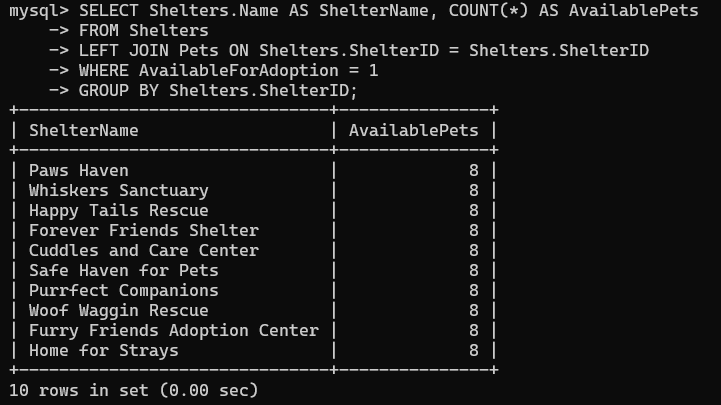 mysql> SELECT Shelters.Name AS ShelterName, COUNT(*) AS AvailablePets
    -> FROM Shelters
    -> LEFT JOIN Pets ON Shelters.ShelterID = Shelters.ShelterID
    -> WHERE AvailableForAdoption = 1
    -> GROUP BY Shelters.ShelterID;
+-------------------------------+---------------+
| ShelterName                   | AvailablePets |
+-------------------------------+---------------+
| Paws Haven                    |             8 |
| Whiskers Sanctuary            |             8 |
| Happy Tails Rescue            |             8 |
| Forever Friends Shelter       |             8 |
| Cuddles and Care Center       |             8 |
| Safe Haven for Pets           |             8 |
| Purrfect Companions           |             8 |
| Woof Waggin Rescue            |             8 |
| Furry Friends Adoption Center |             8 |
| Home for Strays               |             8 |
+-------------------------------+---------------+
10 rows in set (0.00 sec)